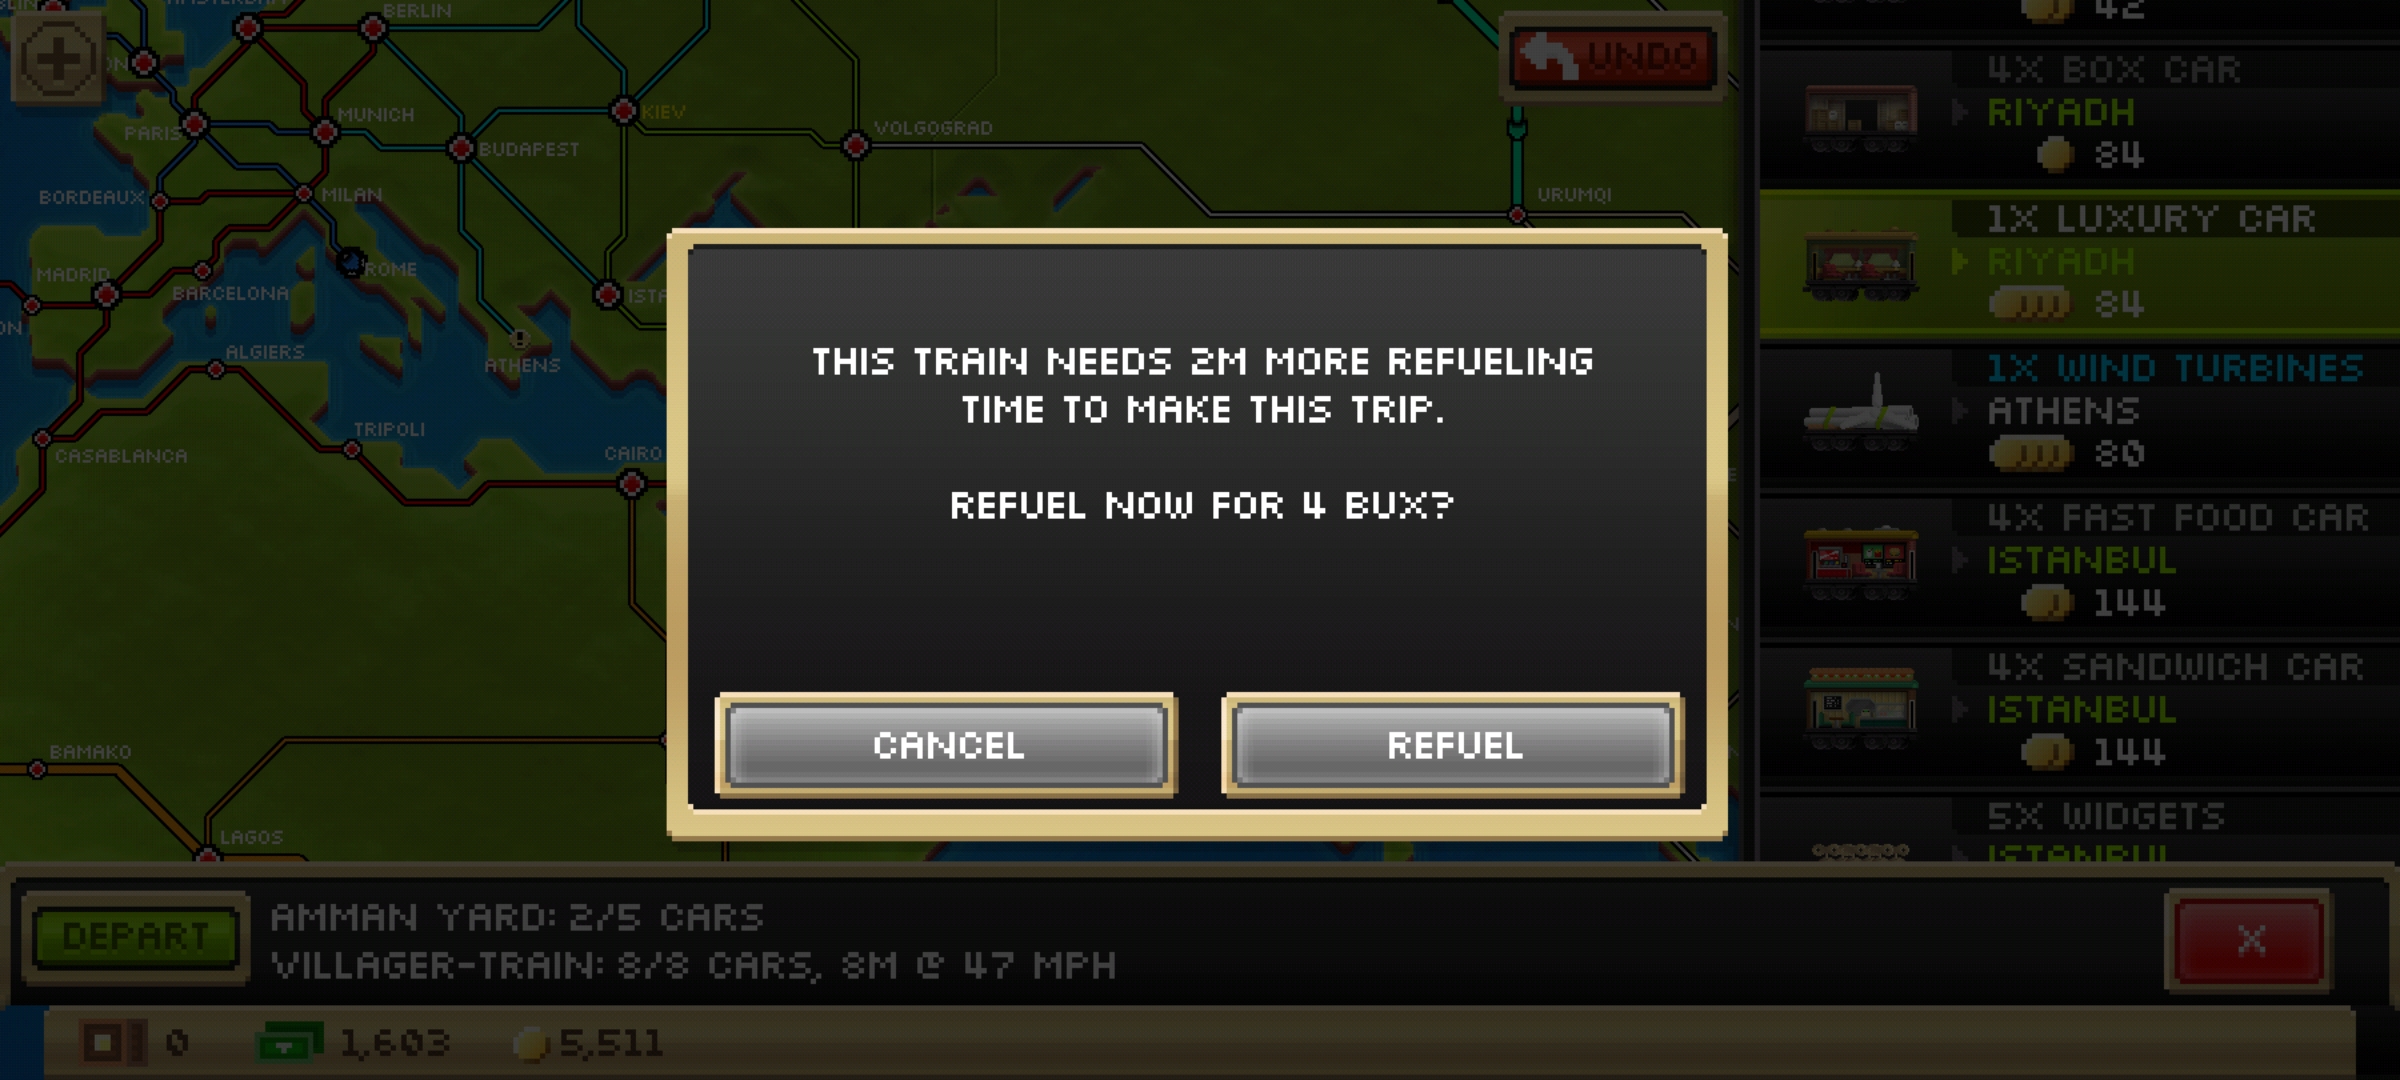 BERLIN
KIEV
MUNICH
PARIS
BUDAPEST
VOLGOGRAD
BORDEAUX
MILAN
URUMQI
MADRID
ROME
BARCELONA
ALGIERS
ATHENS
TRIPOLI
CASABLANCA
CAIRO
BAMAKO
LAGOS
UNDO
42
4X BOX CAR
RIYADH
84
1X LUXURY CAR
RIYADH
84
1X WIND TURBINES
ATHENS
80
4X FAST FOOD CAR
ISTANBUL
144
4X SANDWICH CAR
ISTANBUL
144
5X WIDGETS
ISTANBUL
THIS TRAIN NEEDS 2M MORE REFUELING
TIME TO MAKE THIS TRIP.
REFUEL NOW FOR 4 BUX?
CANCEL
REFUEL
DEPART
AMMAN YARD: 2/5 CARS
VILLAGER-TRAIN: 8/8 CARS, 8M @ 47 MPH
X
0
1,603
5,511